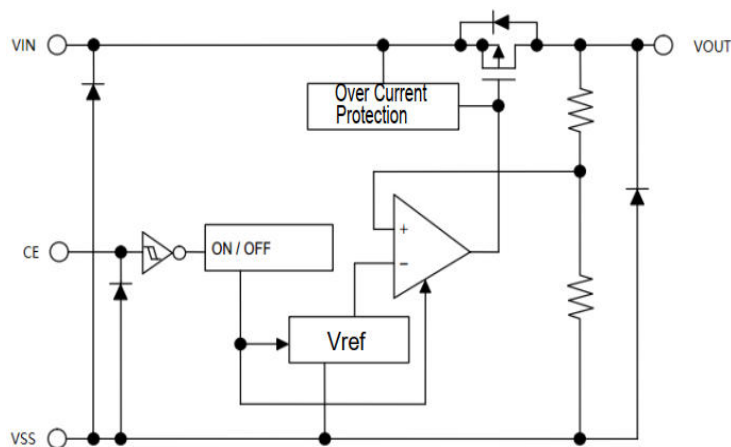 VIN
VOUT
Over Current
Protection
+
CE
ON / OFF
−
Vref
VSS